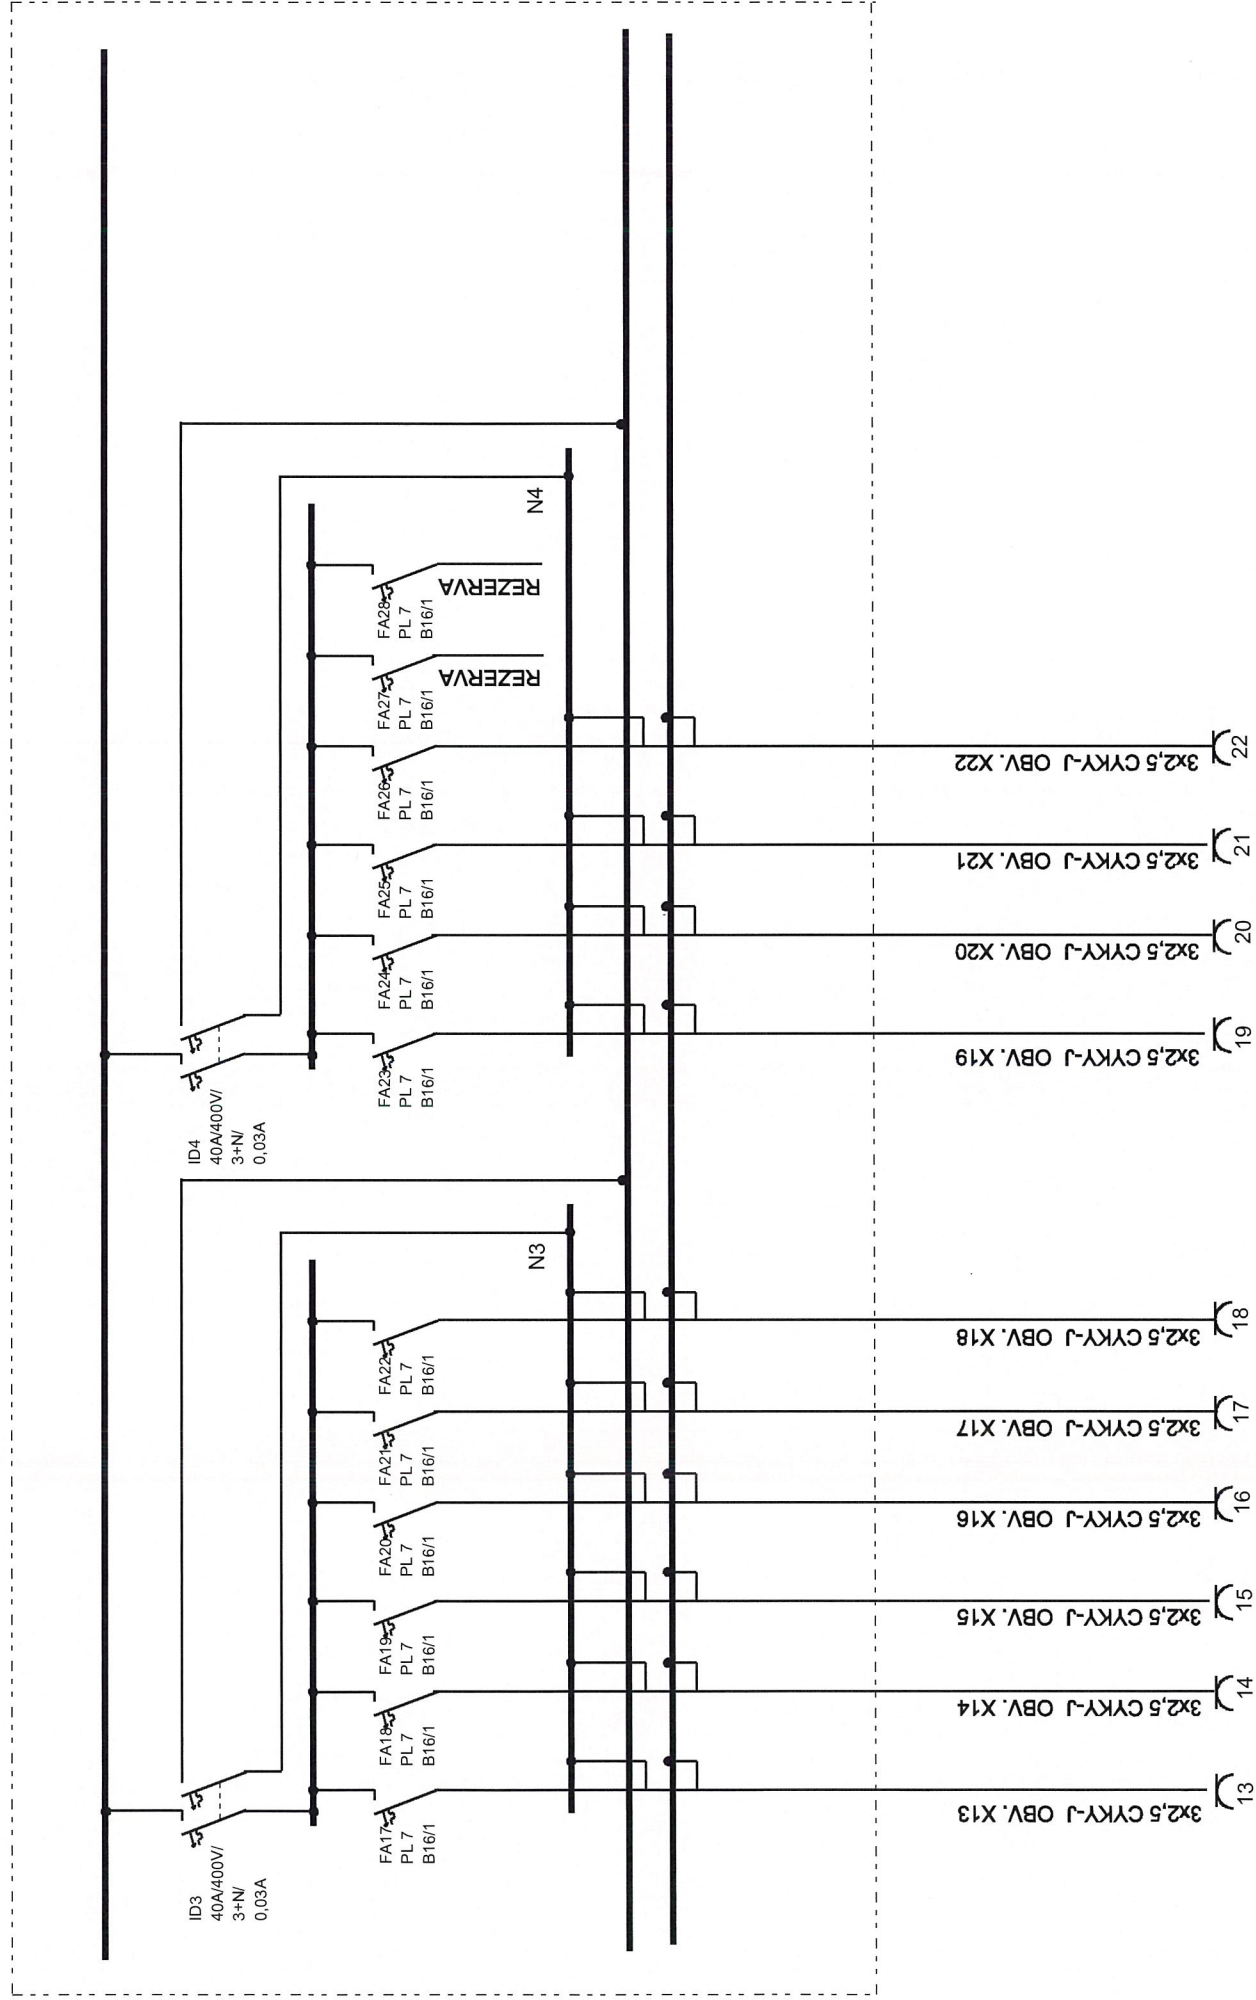 ID3
40A/400V/
3+N/
0,03A
FA17
PL 7
B16/1
FA18
PL 7
B16/1
FA19
PL 7
B16/1
FA20
PL 7
B16/1
FA21
PL 7
B16/1
FA22
PL 7
B16/1
N3
ID4
40A/400V/
3+N/
0,03A
FA23
PL 7
B16/1
FA24
PL 7
B16/1
FA25
PL 7
B16/1
FA26
PL 7
B16/1
FA27
PL 7
B16/1
REZERVA
FA28
PL 7
B16/1
REZERVA
N4
3x2,5 CYKY-J OBV. X13
3x2,5 CYKY-J OBV. X14
3x2,5 CYKY-J OBV. X15
3x2,5 CYKY-J OBV. X16
3x2,5 CYKY-J OBV. X17
3x2,5 CYKY-J OBV. X18
3x2,5 CYKY-J OBV. X19
3x2,5 CYKY-J OBV. X20
3x2,5 CYKY-J OBV. X21
3x2,5 CYKY-J OBV. X22
13
14
15
16
17
18
19
20
21
22